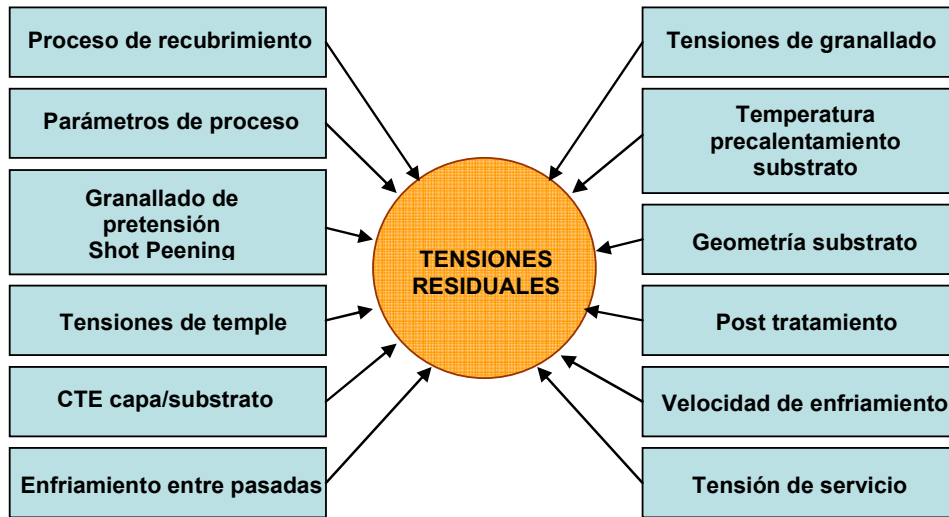 Proceso de recubrimiento
Parámetros de proceso
Granallado de
pretensión
Shot Peening
Tensiones de temple
CTE capa/substrato
Enfriamiento entre pasadas
TENSIONES
RESIDUALES
Tensiones de granallado
Temperatura
precalentamiento
substrato
Geometría substrato
Post tratamiento
Velocidad de enfriamiento
Tensión de servicio